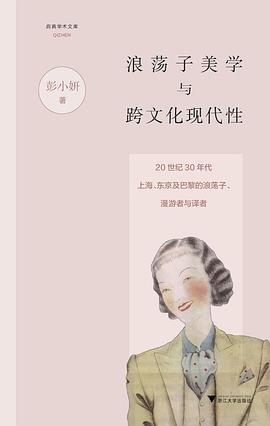 启真学术文库
QIZHEN
彭小妍
著
浪荡子美学
与
跨文化现代性
20世纪30年代
上海、东京及巴黎的浪荡子、
漫游者与译者
浙江大学出版社